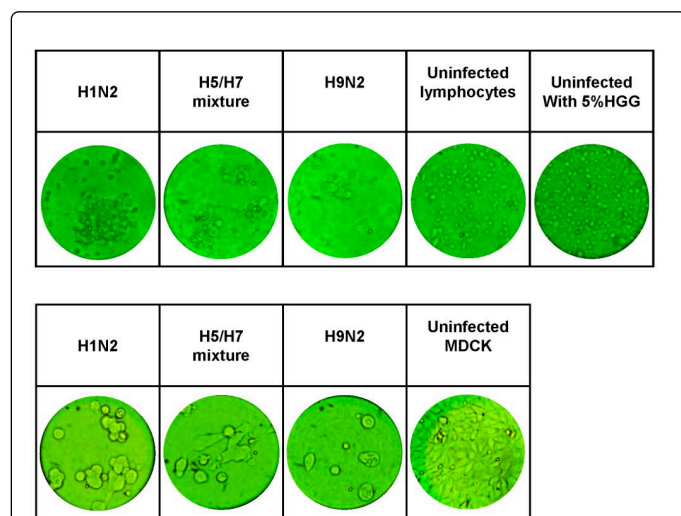 H1N2
H5/H7
mixture
H9N2
Uninfected
lymphocytes
Uninfected
With 5%HGG
H1N2
H5/H7
mixture
H9N2
Uninfected
MDCK